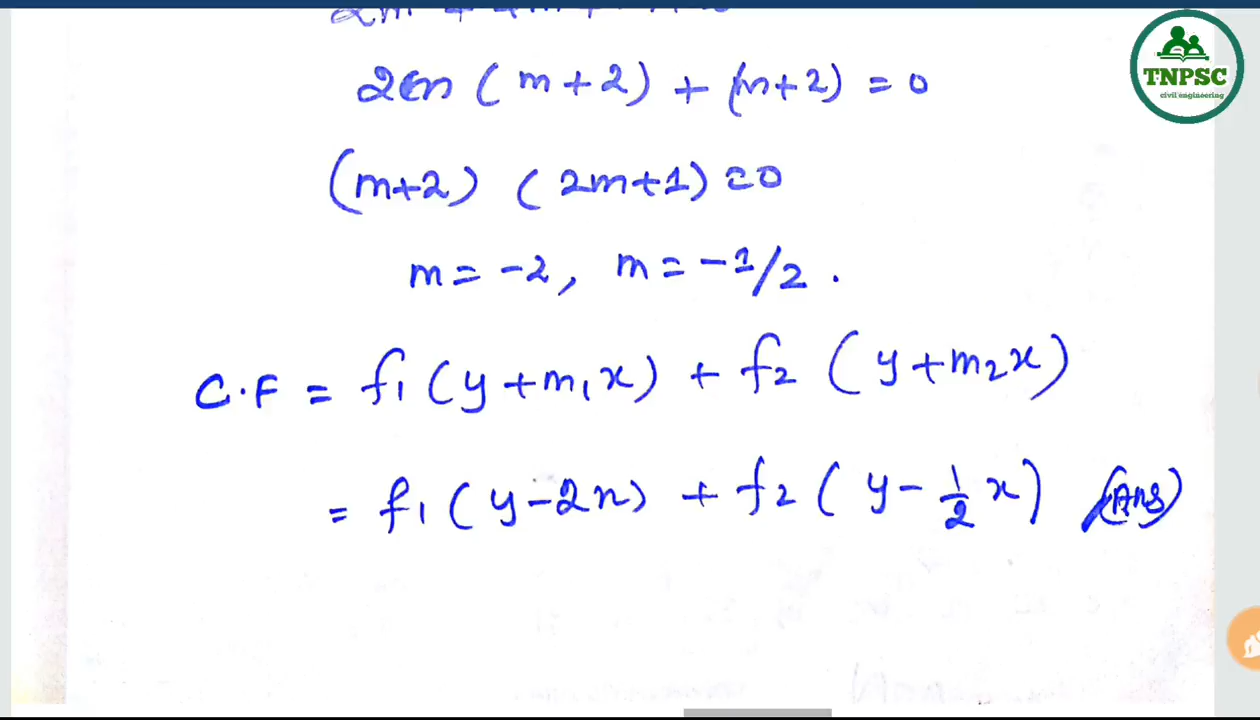 TNPSC
civil engineering
2m (m+2) + (m+2) = 0
(m+2) (2m+1) = 0
m = -2, m = -1/2.
C.F = f₁ (y+m₁x) + f₂ (y+m₂x)
= f₁ (y-2x) + f₂ (y - 1/2 x) (Ans)